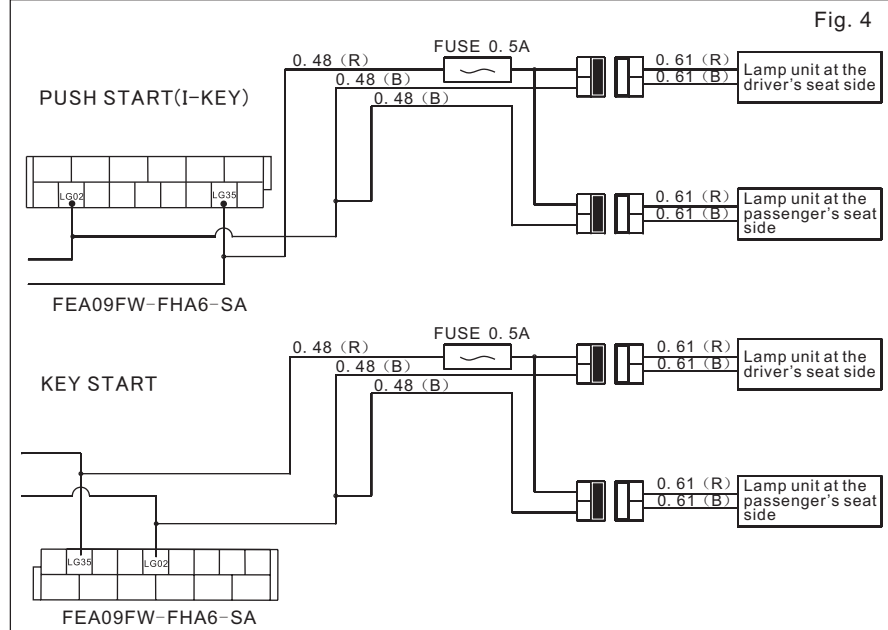 Fig. 4
FUSE 0. 5A
0. 48 (R)
0. 48 (B)
0. 48 (B)
0. 61 (R)
0. 61 (B)
Lamp unit at the
driver's seat side
PUSH START(I-KEY)
LG02
LG35
0. 61 (R)
0. 61 (B)
Lamp unit at the
passenger's seat
side
FEA09FW-FHA6-SA
FUSE 0. 5A
0. 48 (R)
0. 48 (B)
0. 48 (B)
0. 61 (R)
0. 61 (B)
Lamp unit at the
driver's seat side
KEY START
0. 61 (R)
0. 61 (B)
Lamp unit at the
passenger's seat
side
LG35
LG02
FEA09FW-FHA6-SA